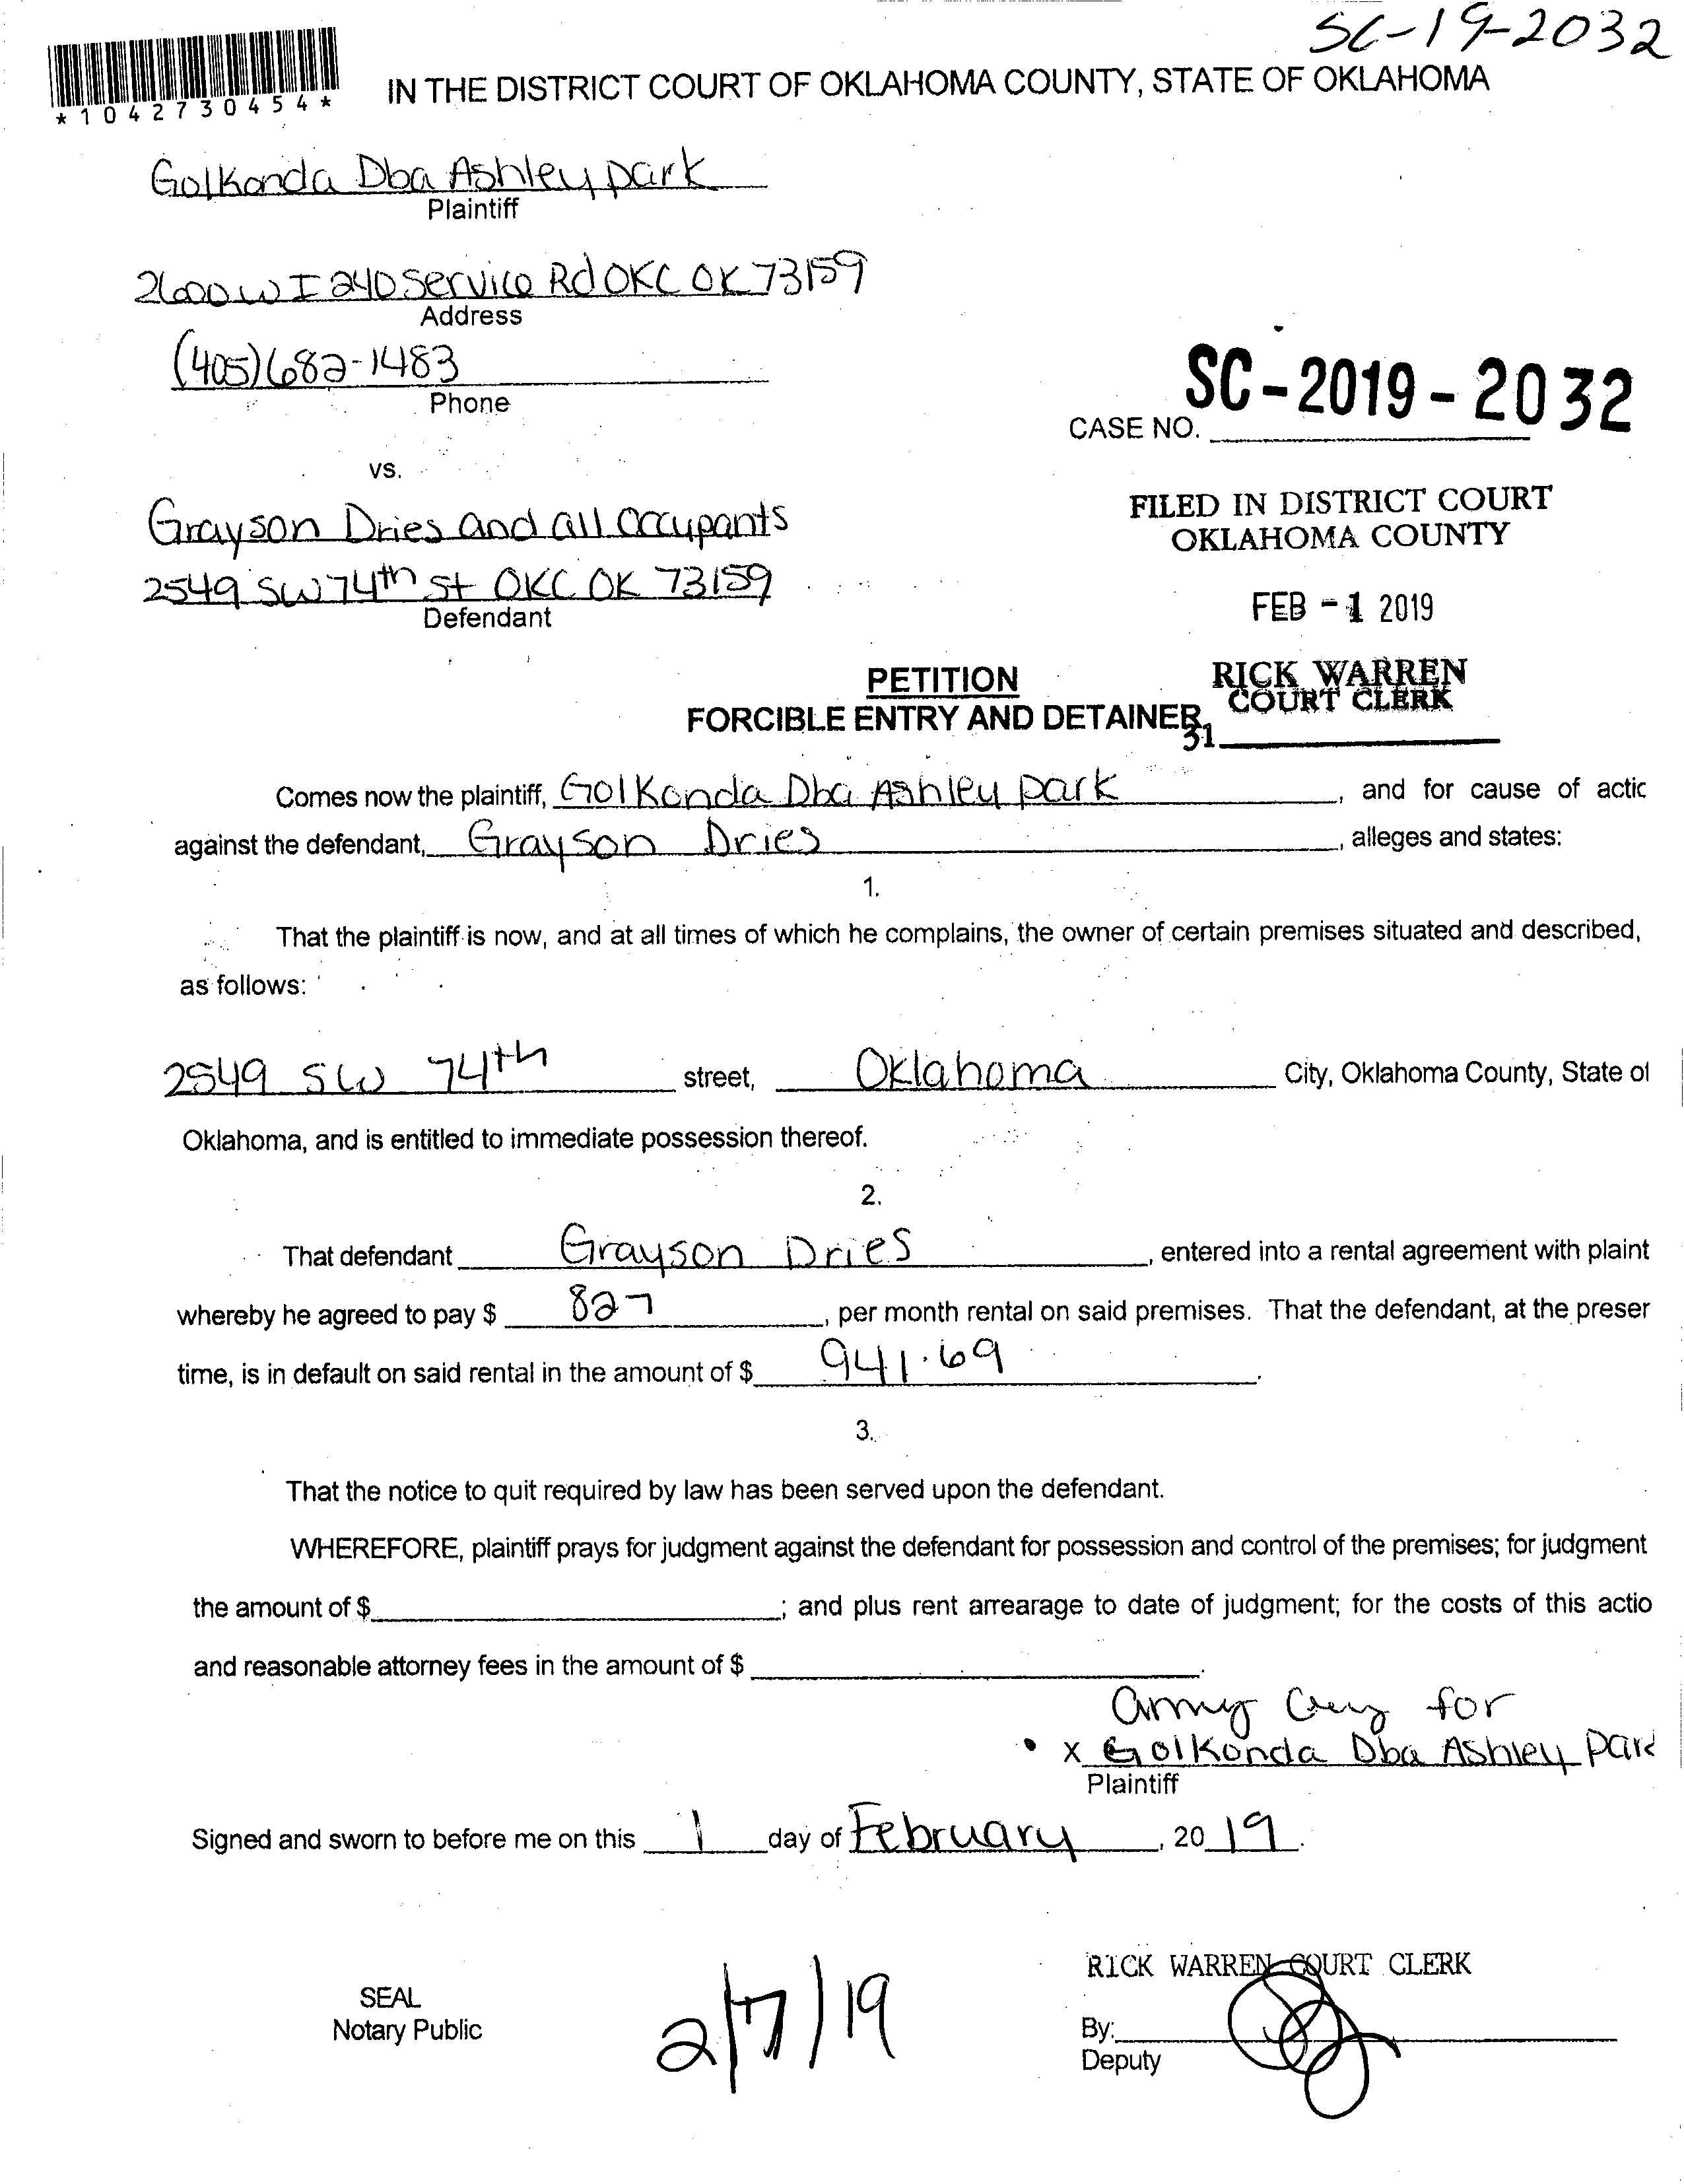 SC-19-2032
*1042730454*
IN THE DISTRICT COURT OF OKLAHOMA COUNTY, STATE OF OKLAHOMA
Golkonda Dba Ashley park
Plaintiff
2600 W I 240 Service Rd OKC OK 73159
Address
(405)682-1483
Phone
SC-2019-2032
CASE NO.
vs.
Grayson Dries and all occupants
2549 SW 74th St OKC OK 73159
Defendant
FILED IN DISTRICT COURT
OKLAHOMA COUNTY
FEB -1 2019
RICK WARREN
COURT CLERK
31
PETITION
FORCIBLE ENTRY AND DETAINER
Comes now the plaintiff, Golkonda Dba Ashley park, and for cause of actic
against the defendant, Grayson Dries, alleges and states:
1.
That the plaintiff is now, and at all times of which he complains, the owner of certain premises situated and described,
as follows:
2549 SW 74th street, Oklahoma City, Oklahoma County, State of
Oklahoma, and is entitled to immediate possession thereof.
2.
That defendant Grayson Dries, entered into a rental agreement with plaint
whereby he agreed to pay $ 827, per month rental on said premises. That the defendant, at the preser
time, is in default on said rental in the amount of $ 941.69.
3.
That the notice to quit required by law has been served upon the defendant.
WHEREFORE, plaintiff prays for judgment against the defendant for possession and control of the premises; for judgment
the amount of $ ; and plus rent arrearage to date of judgment; for the costs of this actio
and reasonable attorney fees in the amount of $ .
for
x Golkonda Dba Ashley Park
Plaintiff
Signed and sworn to before me on this 1 day of February, 20 19.
RICK WARREN COURT CLERK
SEAL
Notary Public
2/7/19
By:
Deputy